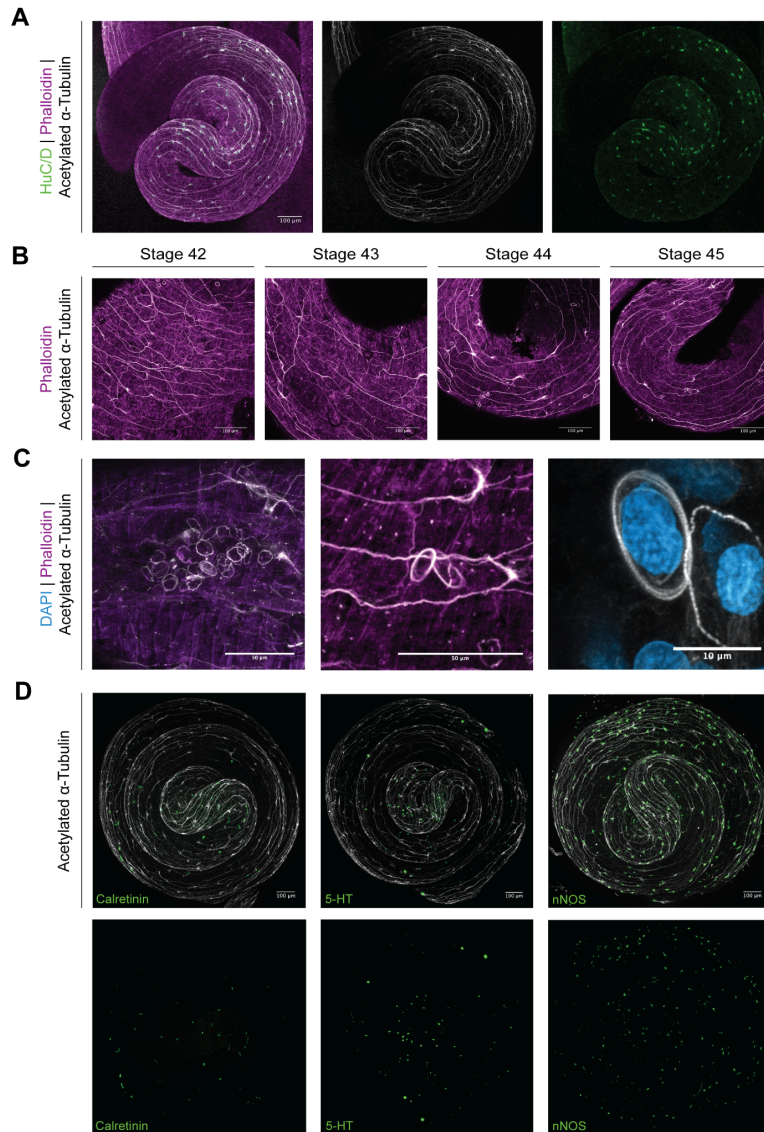 A
HuC/D | Phalloidin |
Acetylated α-Tubulin
100 µm
Stage 42
Stage 43
Stage 44
Stage 45
B
Phalloidin
Acetylated α-Tubulin
100 µm
100 µm
100 µm
100 µm
C
DAPI | Phalloidin |
Acetylated α-Tubulin
50 µm
50 µm
10 µm
D
Acetylated α-Tubulin
Calretinin
100 µm
5-HT
100 µm
nNOS
100 µm
Calretinin
5-HT
nNOS